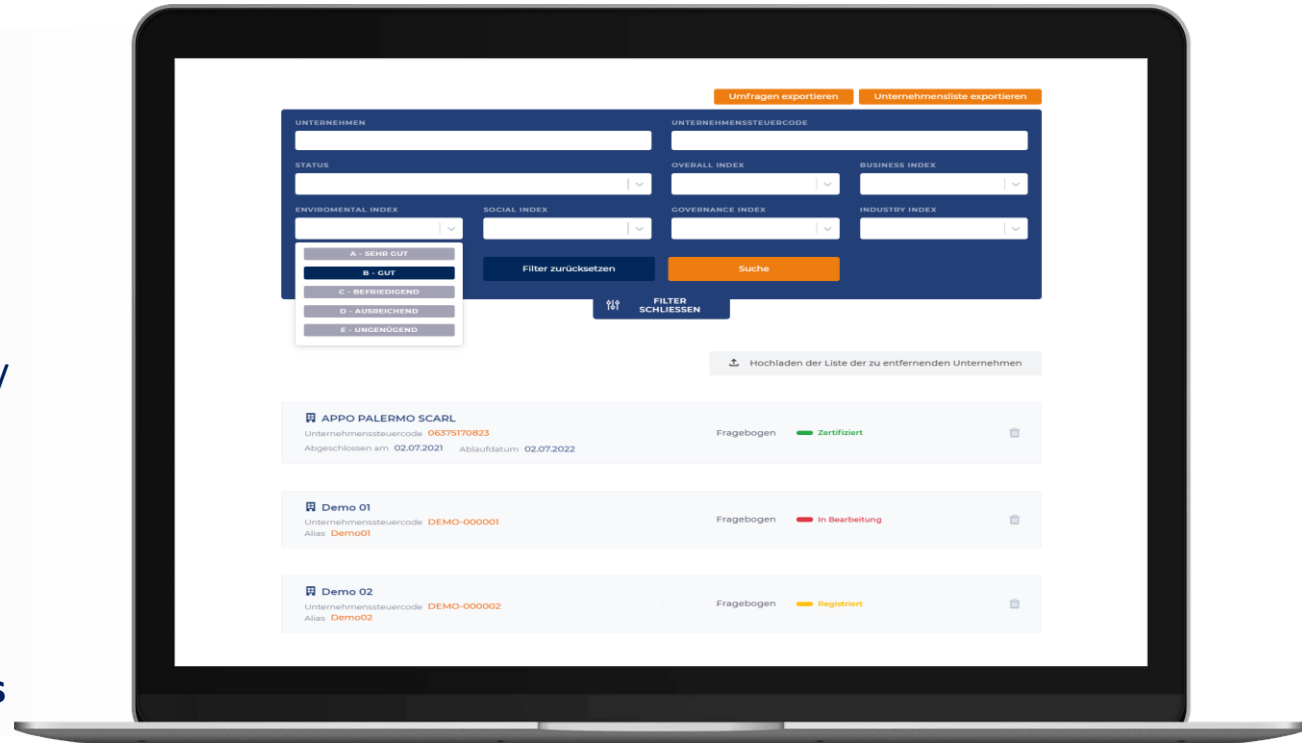 Umfragen exportieren Unternehmensliste exportieren
UNTERNEHMEN UNTERNEHMENSSTEUERCODE
STATUS OVERALL INDEX BUSINESS INDEX
ENVIROMENTAL INDEX SOCIAL INDEX GOVERNANCE INDEX INDUSTRY INDEX
A - SEHR GUT
B - GUT
C - BEFRIEDIGEND
D - AUSREICHEND
E - UNGENÜGEND
Filter zurücksetzen Suche
FILTER
SCHLIESSEN
/
Hochladen der Liste der zu entfernenden Unternehmen
APPO PALERMO SCARL
Unternehmenssteuercode 06375170823
Fragebogen Zertifiziert
Abgeschlossen am 02.07.2021 Ablaufdatum 02.07.2022
Demo 01
Unternehmenssteuercode DEMO-000001
Fragebogen In Bearbeitung
Alias Demo01
Demo 02
Unternehmenssteuercode DEMO-000002
Fragebogen Registriert
Alias Demo02
s